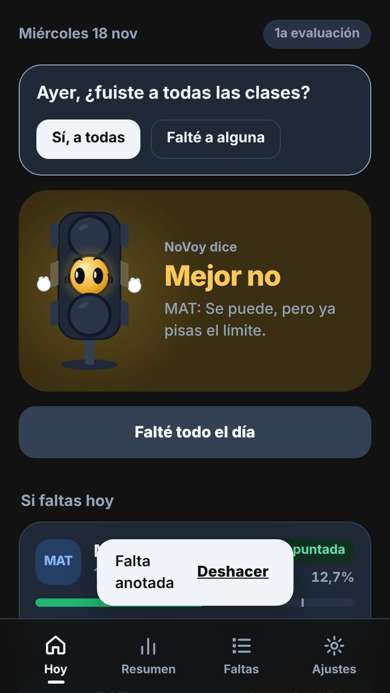 Miércoles 18 nov
1a evaluación
Ayer, ¿fuiste a todas las clases?
Sí, a todas
Falté a alguna
NoVoy dice
Mejor no
MAT: Se puede, pero ya
pisas el límite.
Falté todo el día
Si faltas hoy
MAT
puntada
12,7%
Falta
anotada
Deshacer
Hoy
Resumen
Faltas
Ajustes